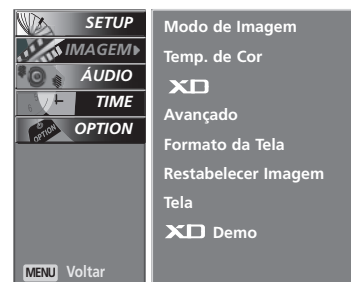 SETUP
IMAGEM
ÁUDIO
TIME
OPTION
MENU Voltar
Modo de Imagem
Temp. de Cor
XD
Avançado
Formato da Tela
Restabelecer Imagem
Tela
XD Demo